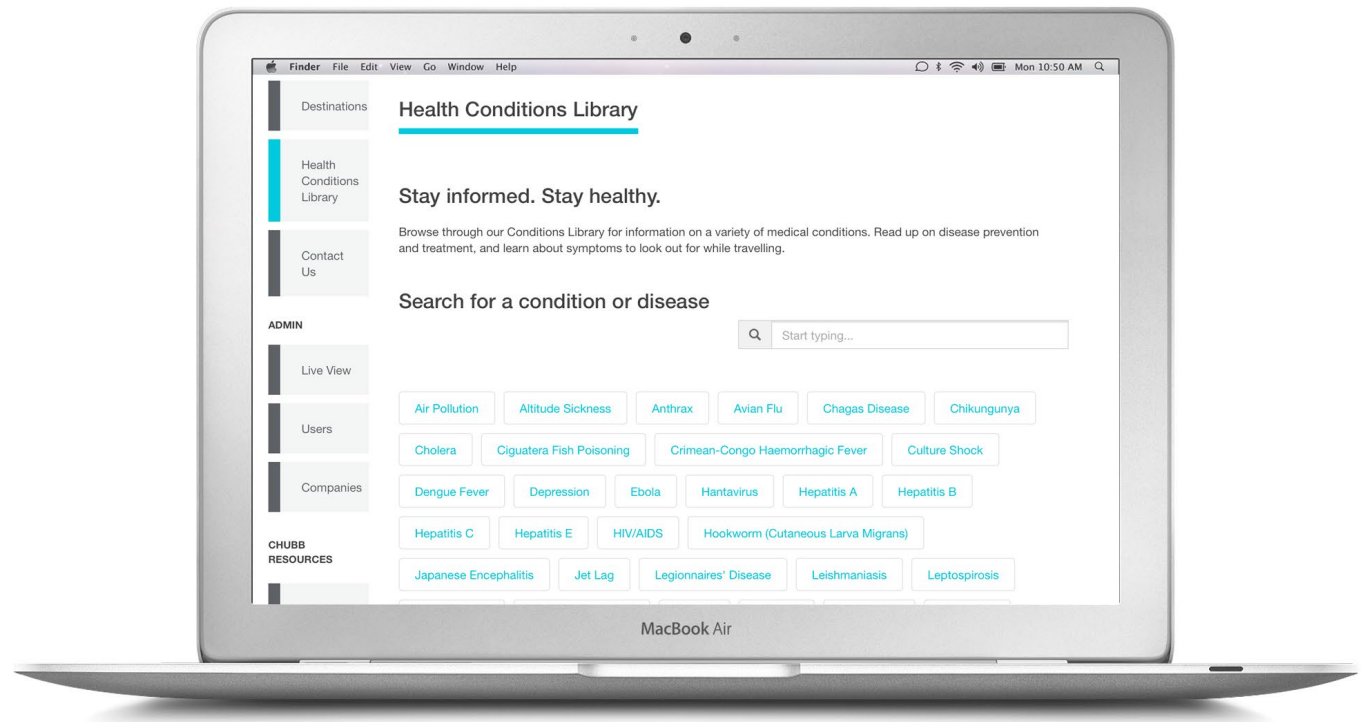 Finder File Edit View Go Window Help Mon 10:50 AM
Destinations
Health
Conditions
Library
Contact
Us
ADMIN
Live View
Users
Companies
CHUBB
RESOURCES
Health Conditions Library
Stay informed. Stay healthy.
Browse through our Conditions Library for information on a variety of medical conditions. Read up on disease prevention
and treatment, and learn about symptoms to look out for while travelling.
Search for a condition or disease
Start typing...
Air Pollution Altitude Sickness Anthrax Avian Flu Chagas Disease Chikungunya
Cholera Ciguatera Fish Poisoning Crimean-Congo Haemorrhagic Fever Culture Shock
Dengue Fever Depression Ebola Hantavirus Hepatitis A Hepatitis B
Hepatitis C Hepatitis E HIV/AIDS Hookworm (Cutaneous Larva Migrans)
Japanese Encephalitis Jet Lag Legionnaires' Disease Leishmaniasis Leptospirosis
MacBook Air